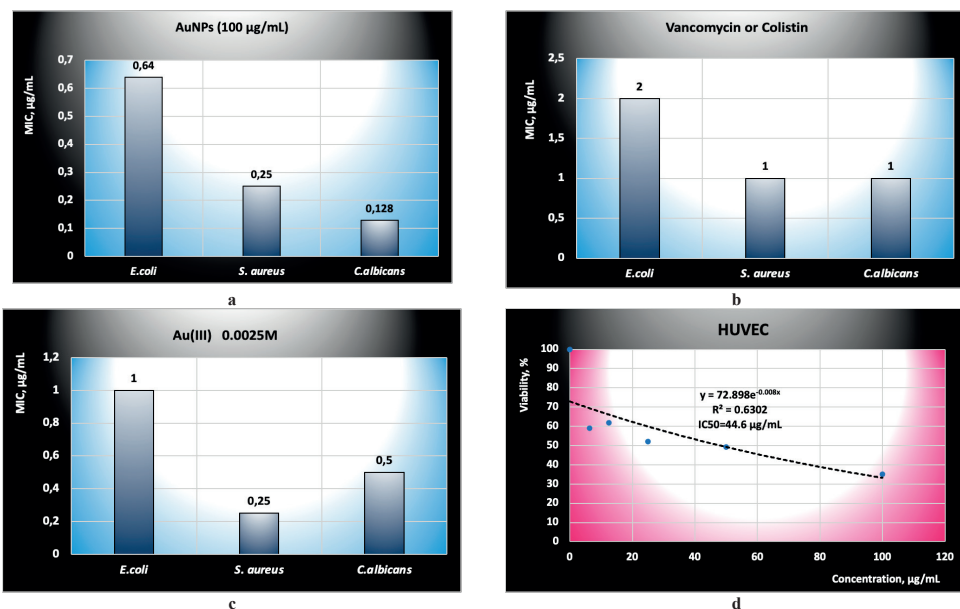 AuNPs (100 µg/mL)
MIC, µg/mL
0,7
0,6
0,5
0,4
0,3
0,2
0,1
0
0,64
0,25
0,128
E.coli
S. aureus
C.albicans
a
Vancomycin or Colistin
MIC, µg/mL
2,5
2
1,5
1
0,5
0
2
1
1
E.coli
S. aureus
C.albicans
b
Au(III) 0.0025M
MIC, µg/mL
1,2
1
0,8
0,6
0,4
0,2
0
1
0,25
0,5
E.coli
S. aureus
C.albicans
c
HUVEC
Viability, %
100
90
80
70
60
50
40
30
20
10
0
y = 72.898e^-0.008x
R² = 0.6302
IC50=44.6 µg/mL
0 20 40 60 80 100 120
Concentration, µg/mL
d